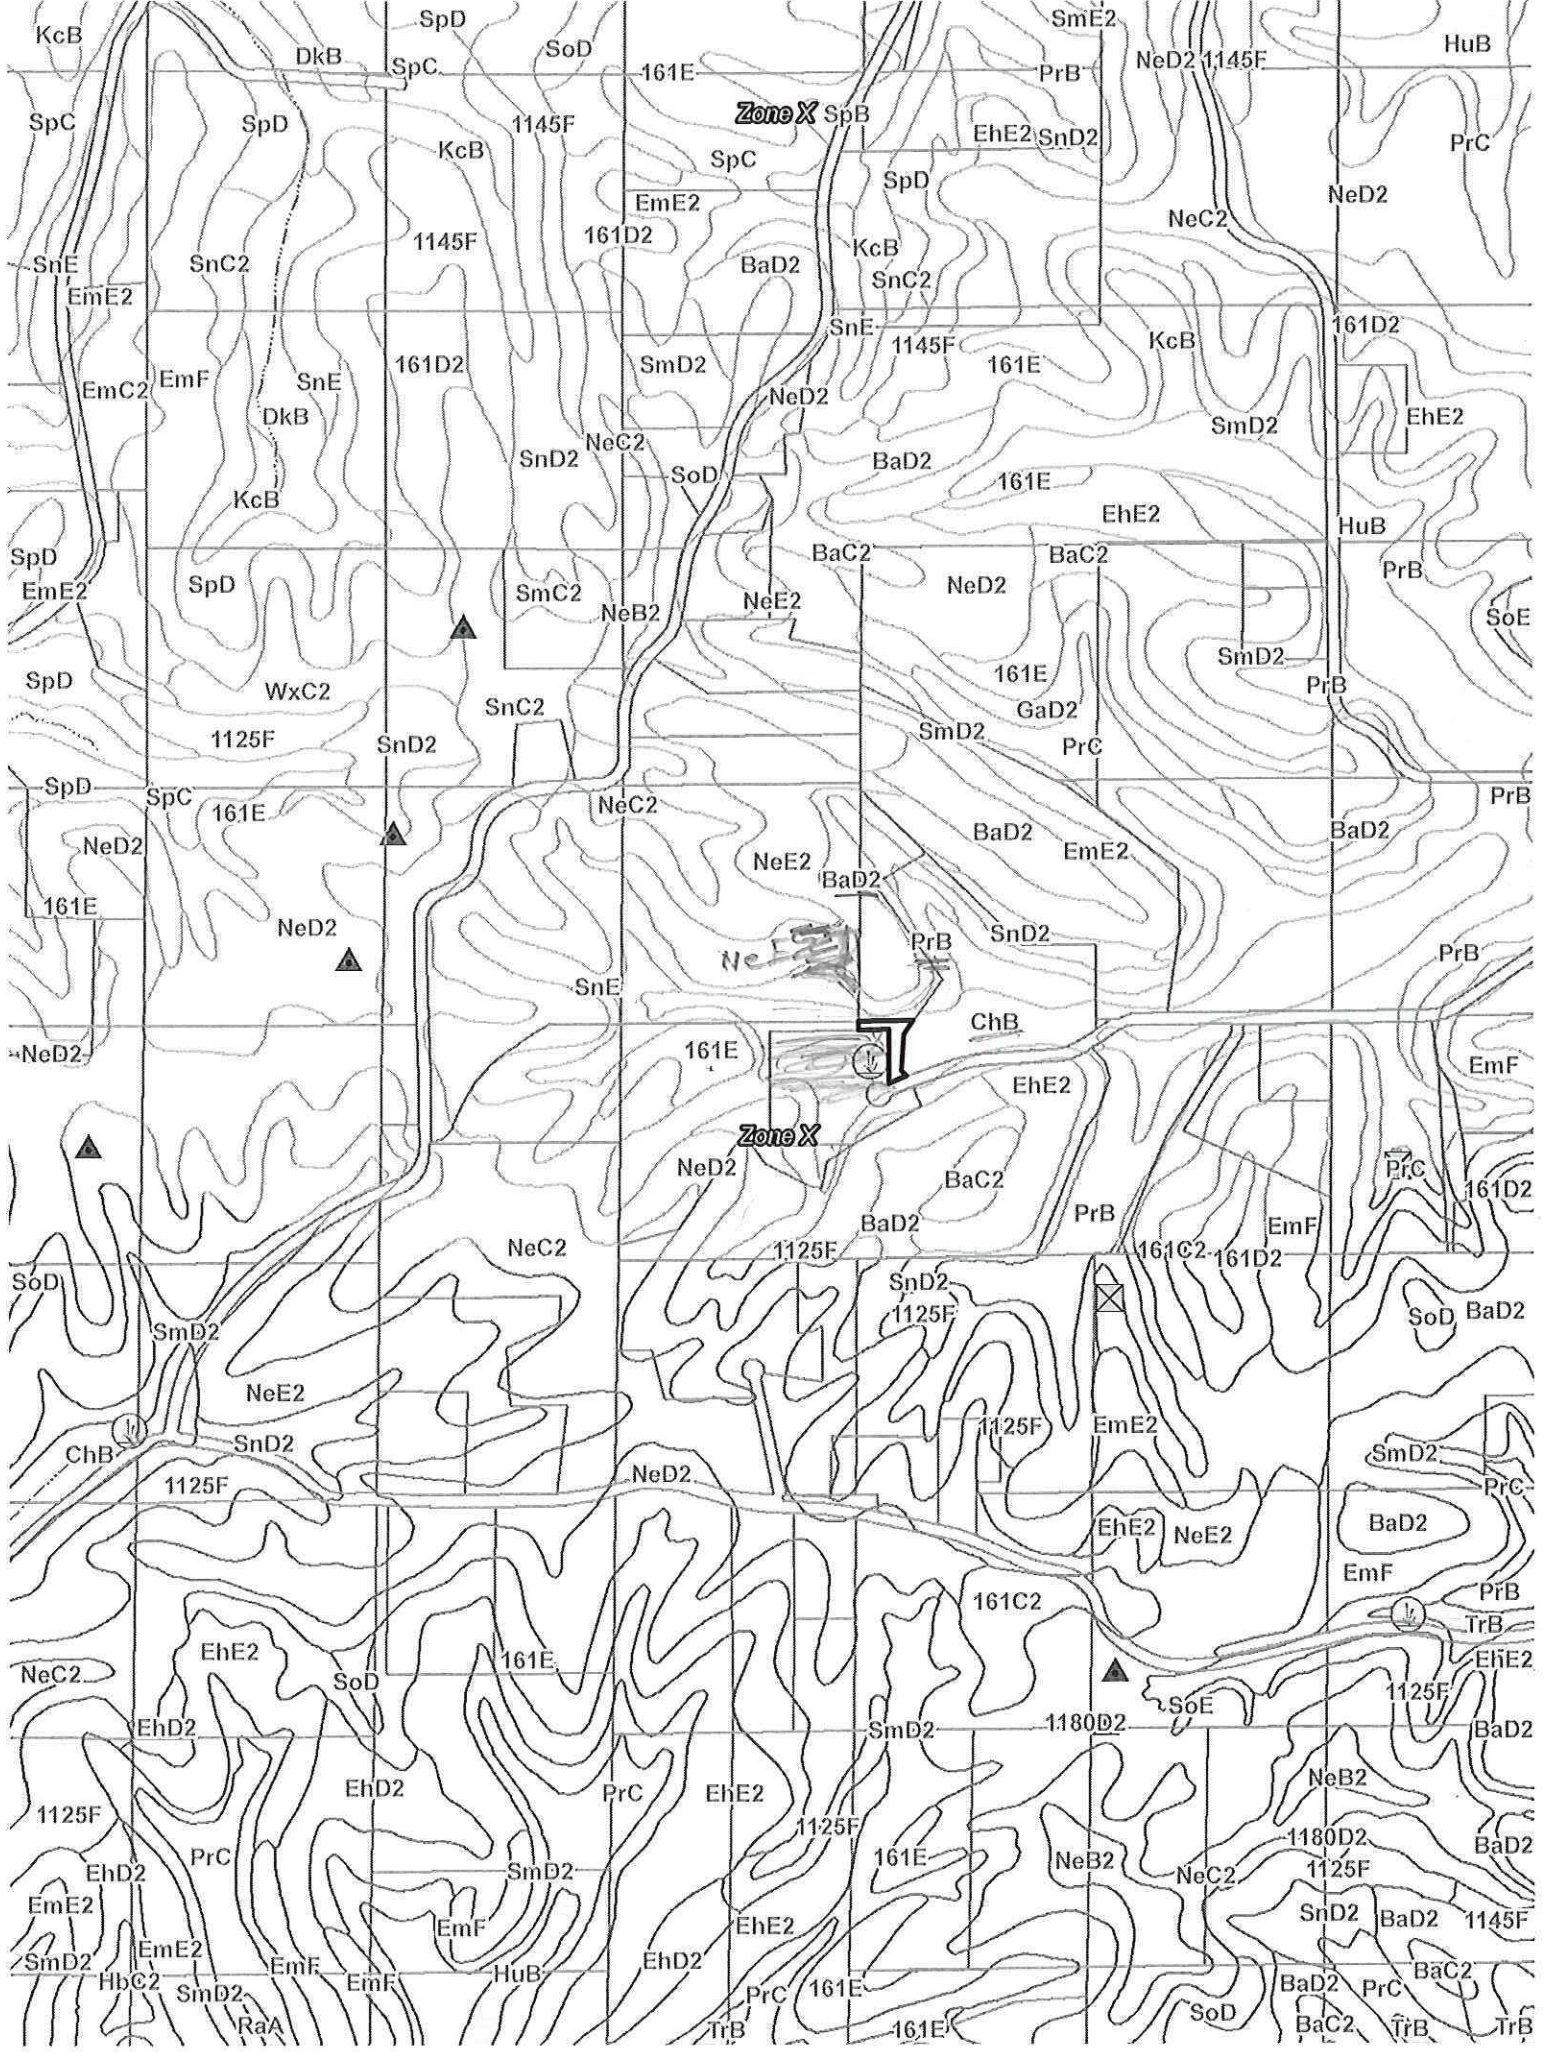 KcB SpD SmE2
DkB SoD HuB
SpC 161E PrB NeD2 1145F
SpC SpD 1145F Zone X SpB EhE2 SnD2 PrC
KcB SpC SpD NeD2
EmE2 NeC2
1145F 161D2 KcB
SnE SnC2 BaD2 SnC2
EmE2
SnE 161D2
161D2 SmD2 1145F 161E KcB
EmC2 EmF SnE NeD2
DkB SmD2 EhE2
NeC2
SnD2 SoD BaD2
161E
KcB EhE2 HuB
SpD BaC2 BaC2
EmE2 SpD SmC2 NeB2 NeE2 NeD2 PrB
SoE
SpD WxC2 161E SmD2
PrB
SnC2 GaD2
1125F SnD2 SmD2 PrC
SpD SpC 161E NeC2 PrB
NeD2 BaD2 BaD2
NeE2 EmE2
BaD2
161E
NeD2 PrB SnD2
Ne PrB
SnE
ChB
NeD2 161E EhE2 EmF
Zone X
NeD2 BaC2 PrC
161D2
BaD2 PrB EmF
NeC2 1125F 161C2 161D2
SoD SnD2
1125F SoD BaD2
SmD2
NeE2
1125F EmE2
ChB SnD2 SmD2
1125F NeD2 PrC
EhE2 NeE2 BaD2
EmF
161C2 PrB
TrB
EhE2 161E EhE2
NeC2 SoD 1125F
SoE
EhD2 SmD2 1180D2 BaD2
EhD2 PrC EhE2 NeB2
1125F 1125F
PrC 161E 1180D2 BaD2
EhD2 SmD2 NeB2 NeC2 1125F
EmE2 EmF EhE2 SnD2 BaD2 1145F
EmE2
SmD2 HbC2 SmD2 EmF EmF HuB EhD2 PrC 161E BaD2 PrC BaC2
RaA TrB 161E SoD BaC2 TrB TrB